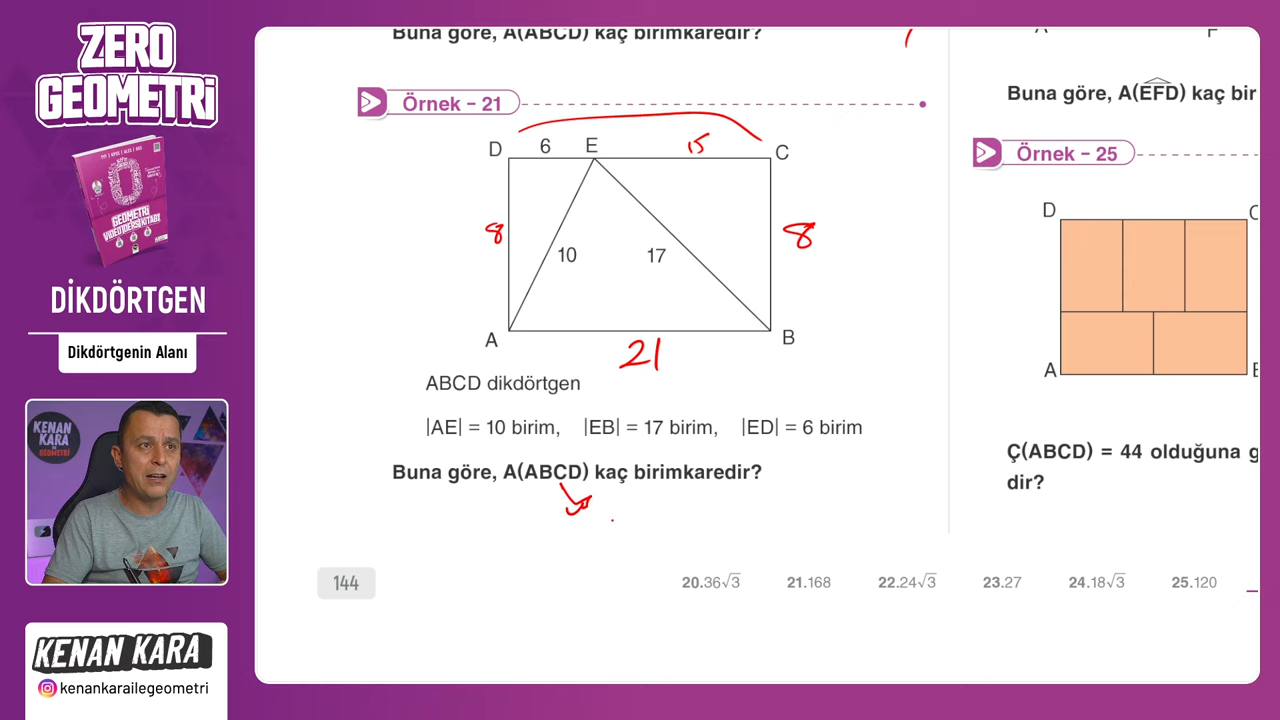 ZERO
GEOMETRİ
GEOMETRİ
VİDEO DERS KİTABI
DİKDÖRTGEN
Dikdörtgenin Alanı
KENAN
KARA
KENAN KARA
kenankarailegeometri
Buna göre, A(ABCD) kaç birimkaredir?
Örnek – 21
D 6 E 15 C
8 10 17 8
A 21 B
ABCD dikdörtgen
|AE| = 10 birim, |EB| = 17 birim, |ED| = 6 birim
Buna göre, A(ABCD) kaç birimkaredir?
144
20.36√3 21.168 22.24√3 23.27 24.18√3 25.120
Buna göre, A(EFD) kaç bir
Örnek – 25
D
A
Ç(ABCD) = 44 olduğuna g
dir?